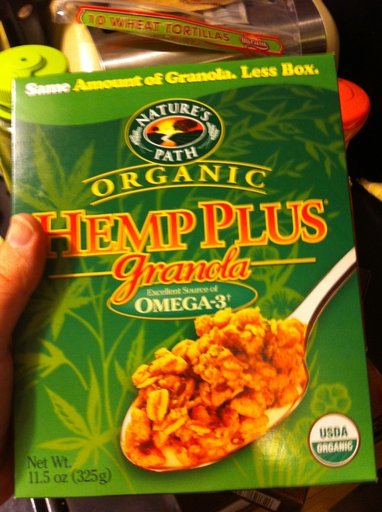 10 WHEAT TORTILLAS
Same Amount of Granola. Less Box.
NATURE'S
PATH
ORGANIC
HEMP PLUS®
Granola
Excellent Source of
OMEGA-3†
USDA
ORGANIC
Net Wt.
11.5 oz (325g)